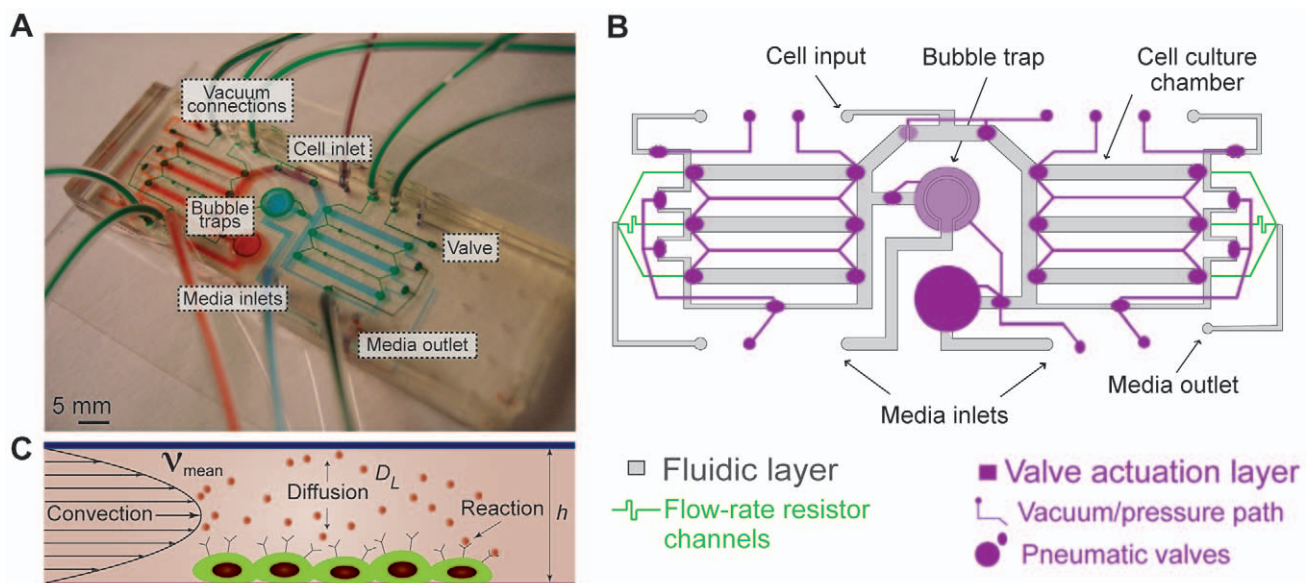 A
Vacuum
connections
Cell inlet
Bubble
traps
Valve
Media inlets
Media outlet
5 mm
B
Cell input
Bubble trap
Cell culture
chamber
Media outlet
Media inlets
Fluidic layer
Flow-rate resistor
channels
Valve actuation layer
Vacuum/pressure path
Pneumatic valves
C
νmean
DL
Diffusion
Convection
Reaction
h